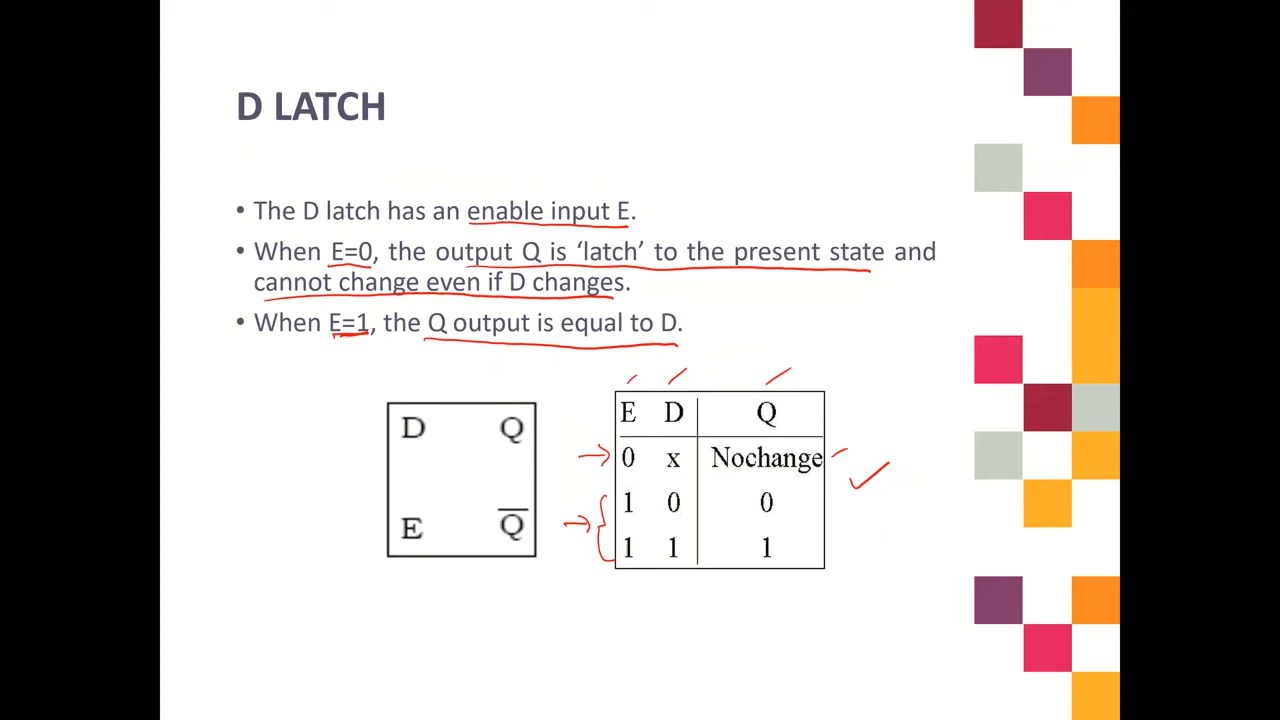 D LATCH
• The D latch has an enable input E.
• When E=0, the output Q is ‘latch’ to the present state and
cannot change even if D changes.
• When E=1, the Q output is equal to D.
D Q
E Q̅
E D Q
0 x Nochange
1 0 0
1 1 1